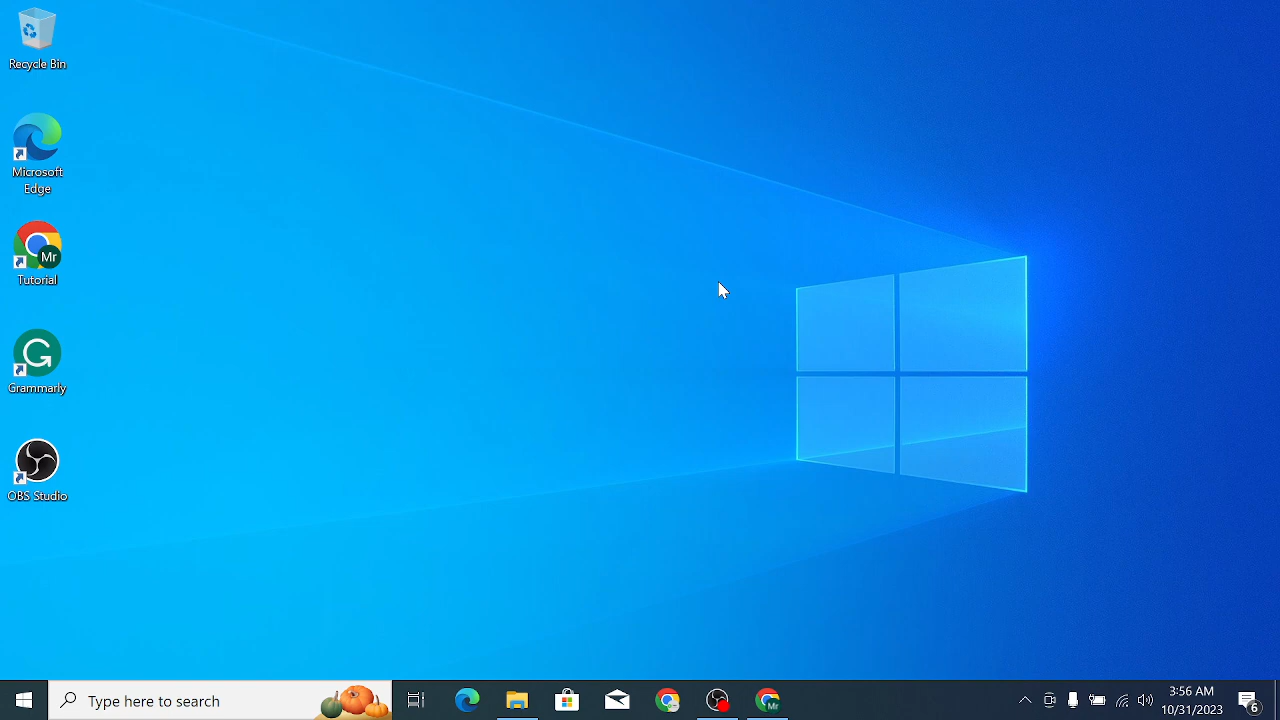 Recycle Bin
Microsoft
Edge
Mr
Tutorial
Grammarly
OBS Studio
Type here to search
Mr
3:56 AM
10/31/2023
6